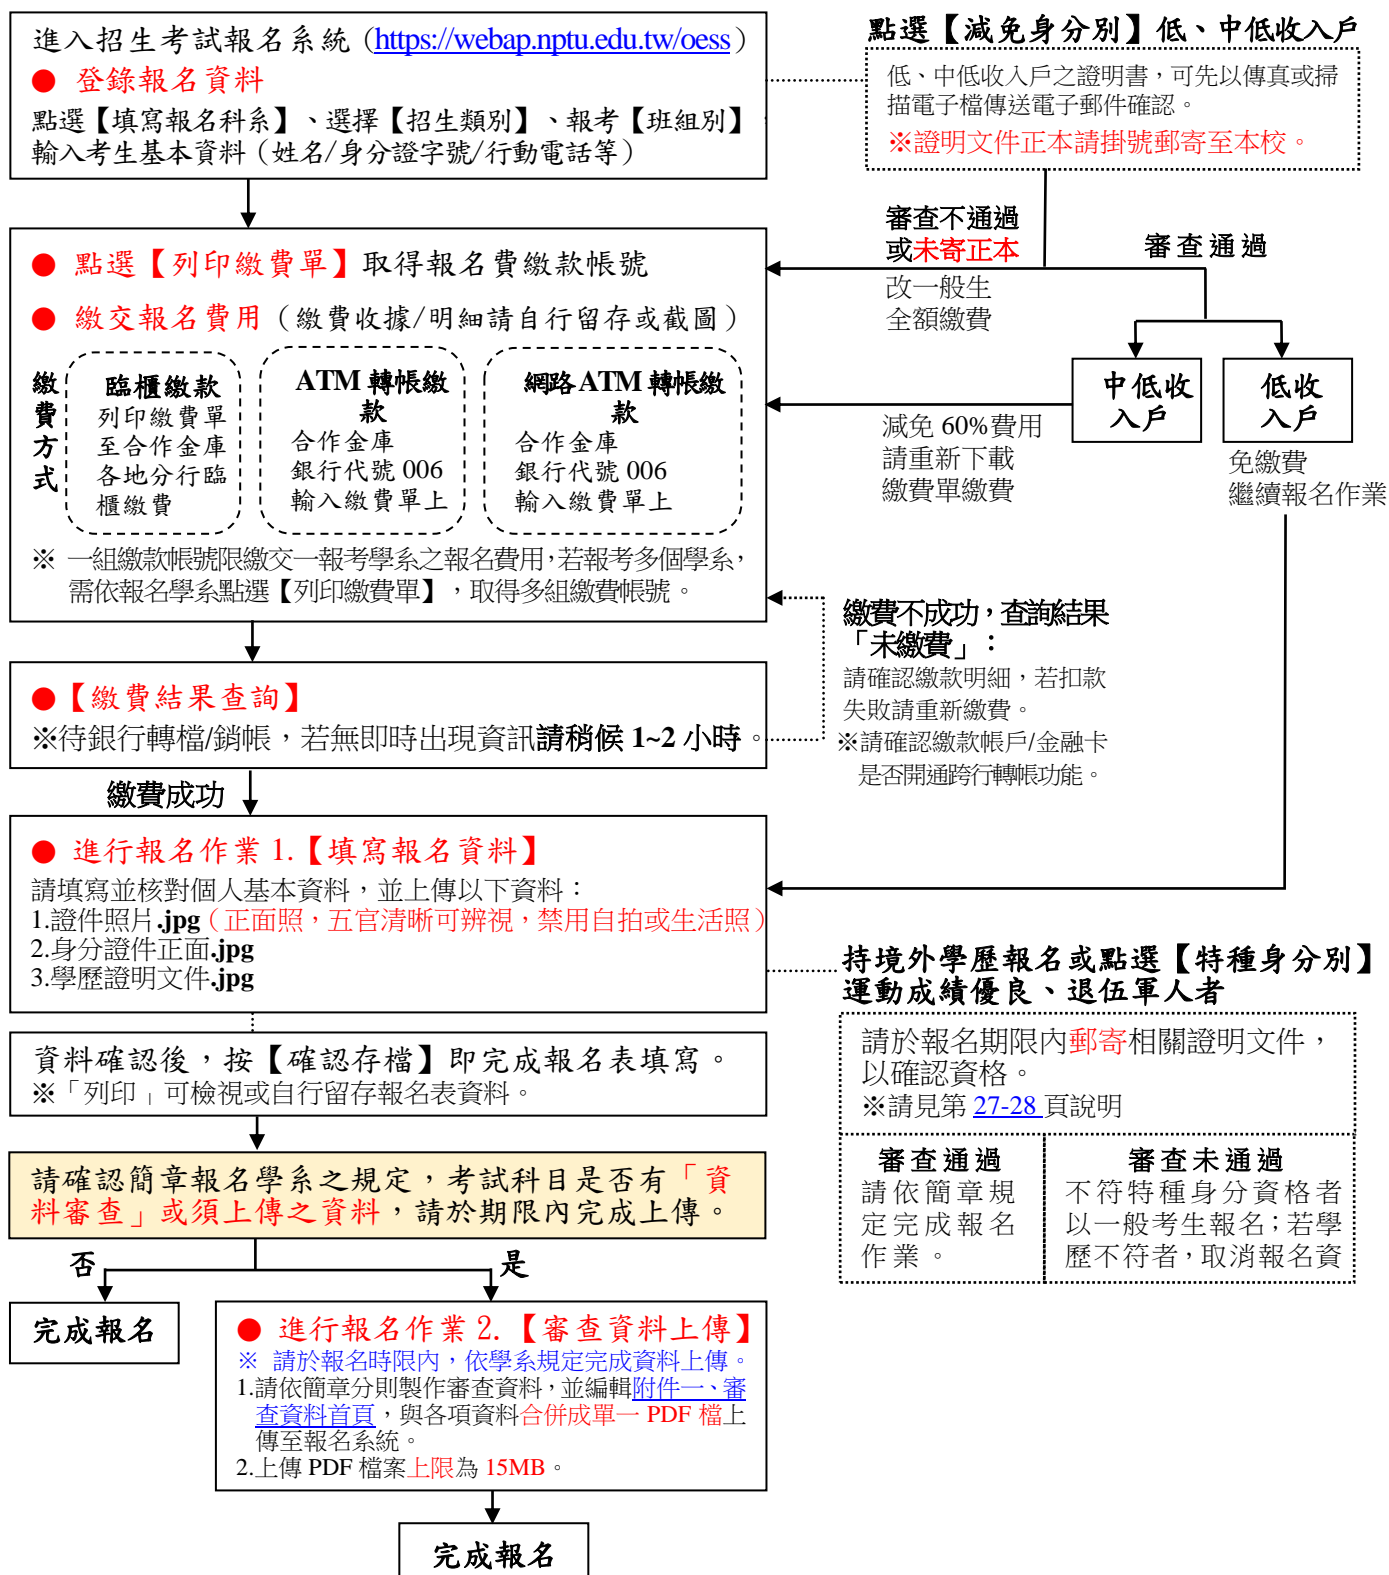 進入招生考試報名系統 (https://webap.nptu.edu.tw/oess)
● 登錄報名資料
點選【填寫報名科系】、選擇【招生類別】、報考【班組別】，
輸入考生基本資料（姓名/身分證字號/行動電話等）
點選【減免身分別】低、中低收入戶
低、中低收入戶之證明書，可先以傳真或掃
描電子檔傳送電子郵件確認。
※證明文件正本請掛號郵寄至本校。
審查不通過
或未寄正本
改一般生
全額繳費
審查通過
● 點選【列印繳費單】取得報名費繳款帳號
● 繳交報名費用（繳費收據/明細請自行留存或截圖）
繳費方式
臨櫃繳款
列印繳費單
至合作金庫
各地分行臨
櫃繳費
ATM 轉帳繳
款
合作金庫
銀行代號 006
輸入繳費單上
網路 ATM 轉帳繳
款
合作金庫
銀行代號 006
輸入繳費單上
※ 一組繳款帳號限繳交一報考學系之報名費用，若報考多個學系，
需依報名學系點選【列印繳費單】，取得多組繳費帳號。
中低收
入戶
低收
入戶
減免 60%費用
請重新下載
繳費單繳費
免繳費
繼續報名作業
繳費不成功，查詢結果
「未繳費」：
請確認繳款明細，若扣款
失敗請重新繳費。
※請確認繳款帳戶/金融卡
是否開通跨行轉帳功能。
●【繳費結果查詢】
※待銀行轉檔/銷帳，若無即時出現資訊請稍候 1~2 小時。
繳費成功
● 進行報名作業 1.【填寫報名資料】
請填寫並核對個人基本資料，並上傳以下資料：
1.證件照片.jpg（正面照，五官清晰可辨視，禁用自拍或生活照）
2.身分證件正面.jpg
3.學歷證明文件.jpg
持境外學歷報名或點選【特種身分別】
運動成績優良、退伍軍人者
請於報名期限內郵寄相關證明文件，
以確認資格。
※請見第 27-28 頁說明
審查通過
請依簡章規
定完成報名
作業。
審查未通過
不符特種身分資格者
以一般考生報名；若學
歷不符者，取消報名資
資料確認後，按【確認存檔】即完成報名表填寫。
※「列印」可檢視或自行留存報名表資料。
請確認簡章報名學系之規定，考試科目是否有「資
料審查」或須上傳之資料，請於期限內完成上傳。
否
是
完成報名
● 進行報名作業 2.【審查資料上傳】
※ 請於報名時限內，依學系規定完成資料上傳。
1.請依簡章分則製作審查資料，並編輯附件一、審
查資料首頁，與各項資料合併成單一 PDF 檔上
傳至報名系統。
2.上傳 PDF 檔案上限為 15MB。
完成報名